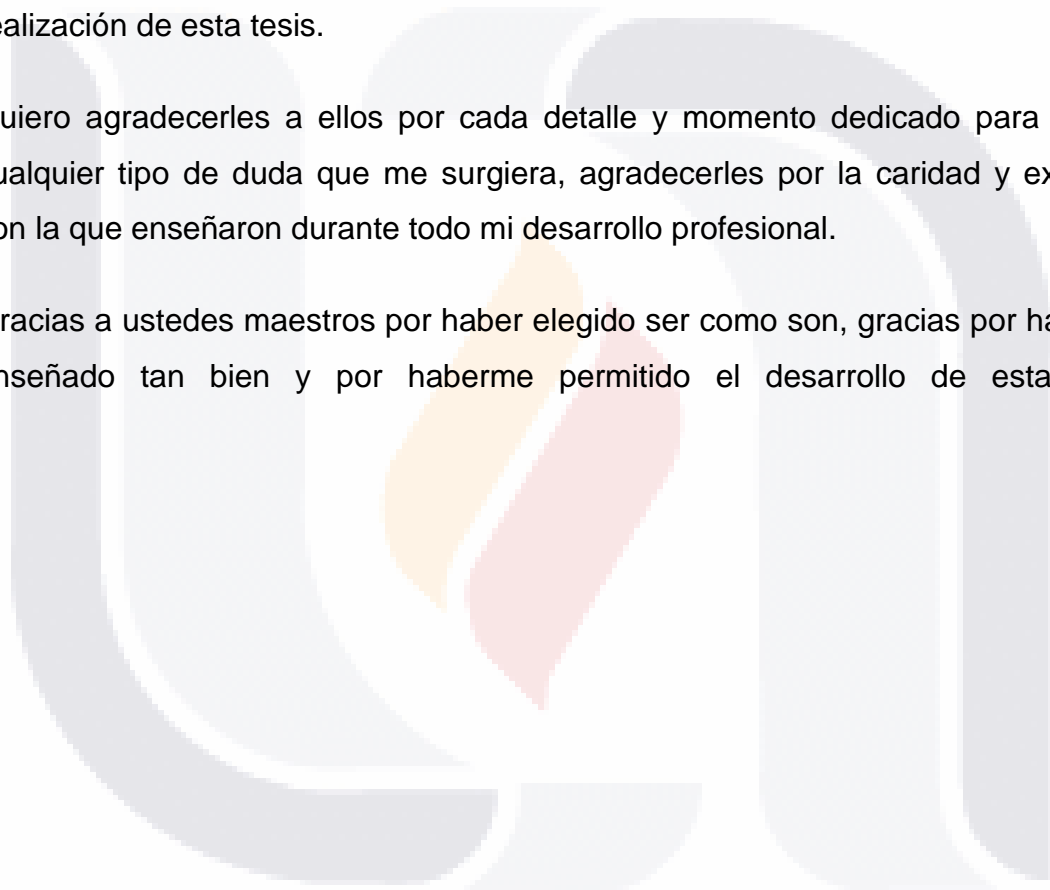 ealización de esta tesis.
uiero agradecerles a ellos por cada detalle y momento dedicado para
ualquier tipo de duda que me surgiera, agradecerles por la caridad y ex
on la que enseñaron durante todo mi desarrollo profesional.
racias a ustedes maestros por haber elegido ser como son, gracias por ha
nseñado tan bien y por haberme permitido el desarrollo de esta